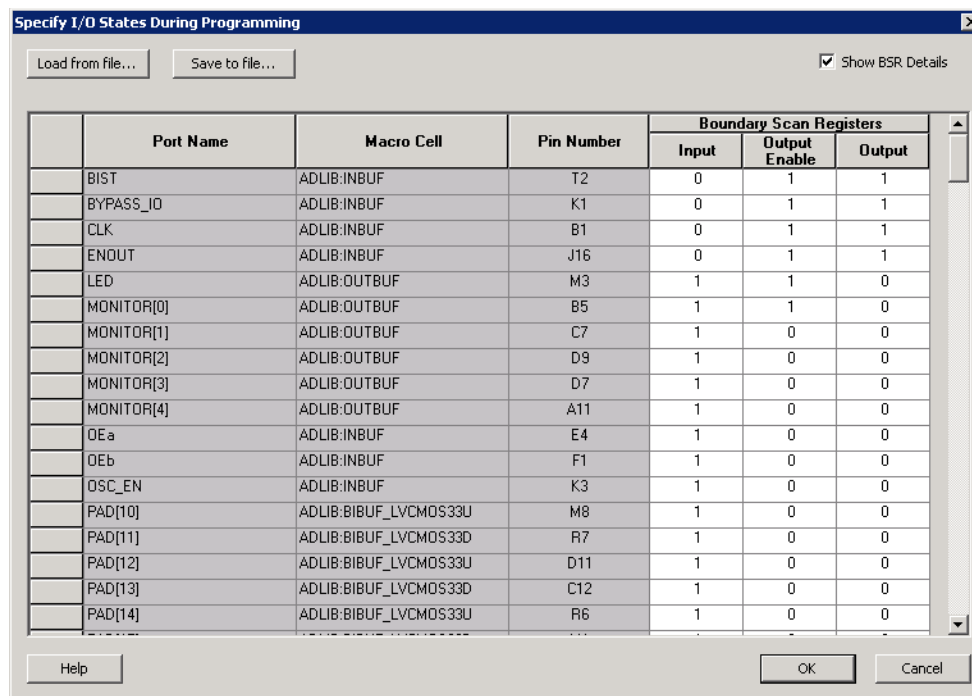 Specify I/O States During Programming
Load from file... Save to file... Show BSR Details
Port Name Macro Cell Pin Number Boundary Scan Registers
Input Output Enable Output
BIST ADLIB:INBUF T2 0 1 1
BYPASS_IO ADLIB:INBUF K1 0 1 1
CLK ADLIB:INBUF B1 0 1 1
ENOUT ADLIB:INBUF J16 0 1 1
LED ADLIB:OUTBUF M3 1 1 0
MONITOR[0] ADLIB:OUTBUF B5 1 1 0
MONITOR[1] ADLIB:OUTBUF C7 1 0 0
MONITOR[2] ADLIB:OUTBUF D9 1 0 0
MONITOR[3] ADLIB:OUTBUF D7 1 0 0
MONITOR[4] ADLIB:OUTBUF A11 1 0 0
OEa ADLIB:INBUF E4 1 0 0
OEb ADLIB:INBUF F1 1 0 0
OSC_EN ADLIB:INBUF K3 1 0 0
PAD[10] ADLIB:BIBUF_LVCMOS33U M8 1 0 0
PAD[11] ADLIB:BIBUF_LVCMOS33D R7 1 0 0
PAD[12] ADLIB:BIBUF_LVCMOS33U D11 1 0 0
PAD[13] ADLIB:BIBUF_LVCMOS33D C12 1 0 0
PAD[14] ADLIB:BIBUF_LVCMOS33U R6 1 0 0
Help OK Cancel